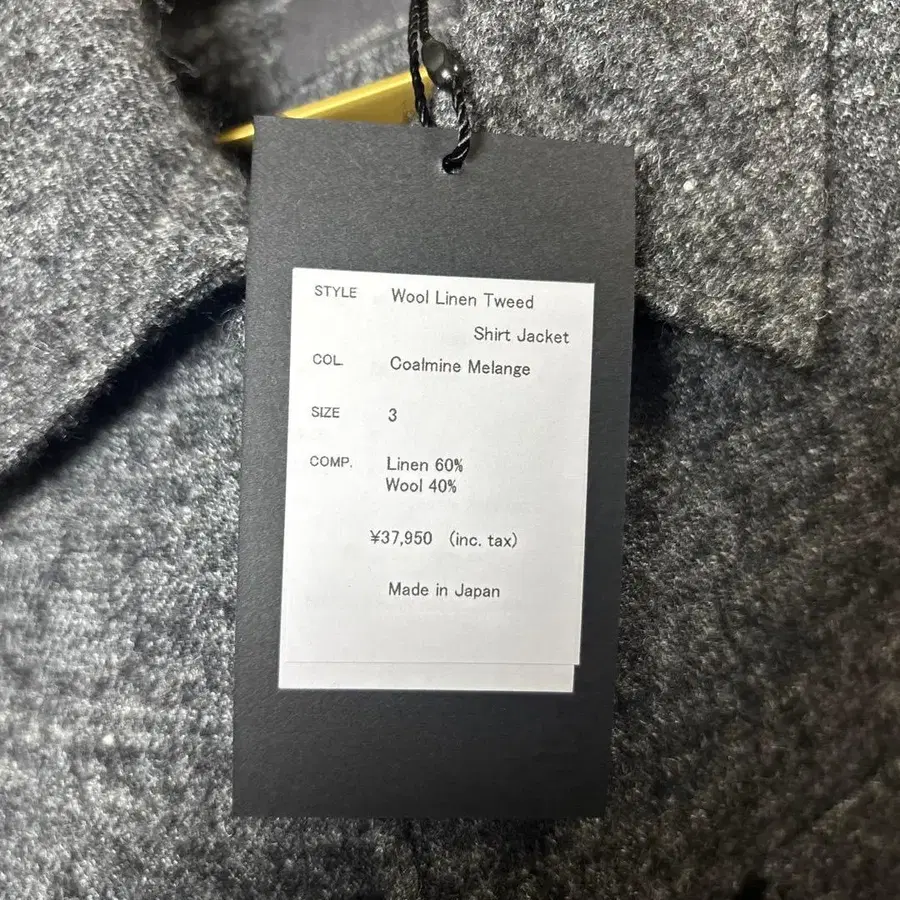 STYLE Wool Linen Tweed
Shirt Jacket
COL. Coalmine Melange
SIZE 3
COMP. Linen 60%
Wool 40%
¥37,950 (inc. tax)
Made in Japan